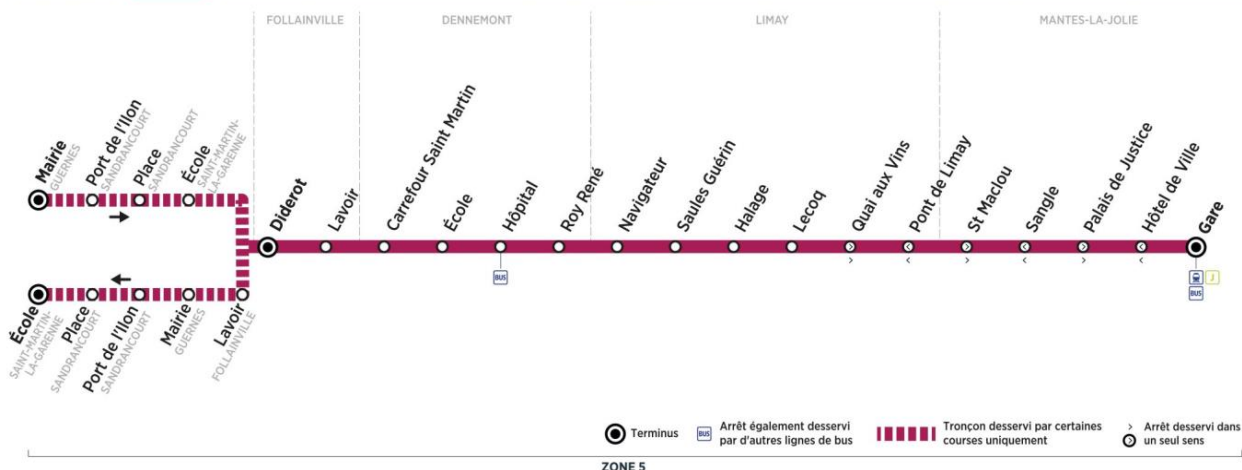 FOLLAINVILLE
DENNEMONT
LIMAY
MANTES-LA-JOLIE
Mairie
GUERNES
Port de l'Ilon
SANDRANCOURT
Place
SANDRANCOURT
École
SAINT-MARTIN-
LA-GARENNE
Diderot
Lavoir
Carrefour Saint Martin
École
Hôpital
Roy René
Navigateur
Saules Guérin
Halage
Lecoq
Quai aux Vins
Pont de Limay
St Maclou
Sangle
Palais de Justice
Hôtel de Ville
Gare
BUS
J
BUS
École
SAINT-MARTIN-
LA-GARENNE
Place
SANDRANCOURT
Port de l'Ilon
SANDRANCOURT
Mairie
GUERNES
Lavoir
FOLLAINVILLE
Terminus
BUS
Arrêt également desservi
par d'autres lignes de bus
Tronçon desservi par certaines
courses uniquement
Arrêt desservi dans
un seul sens
ZONE 5